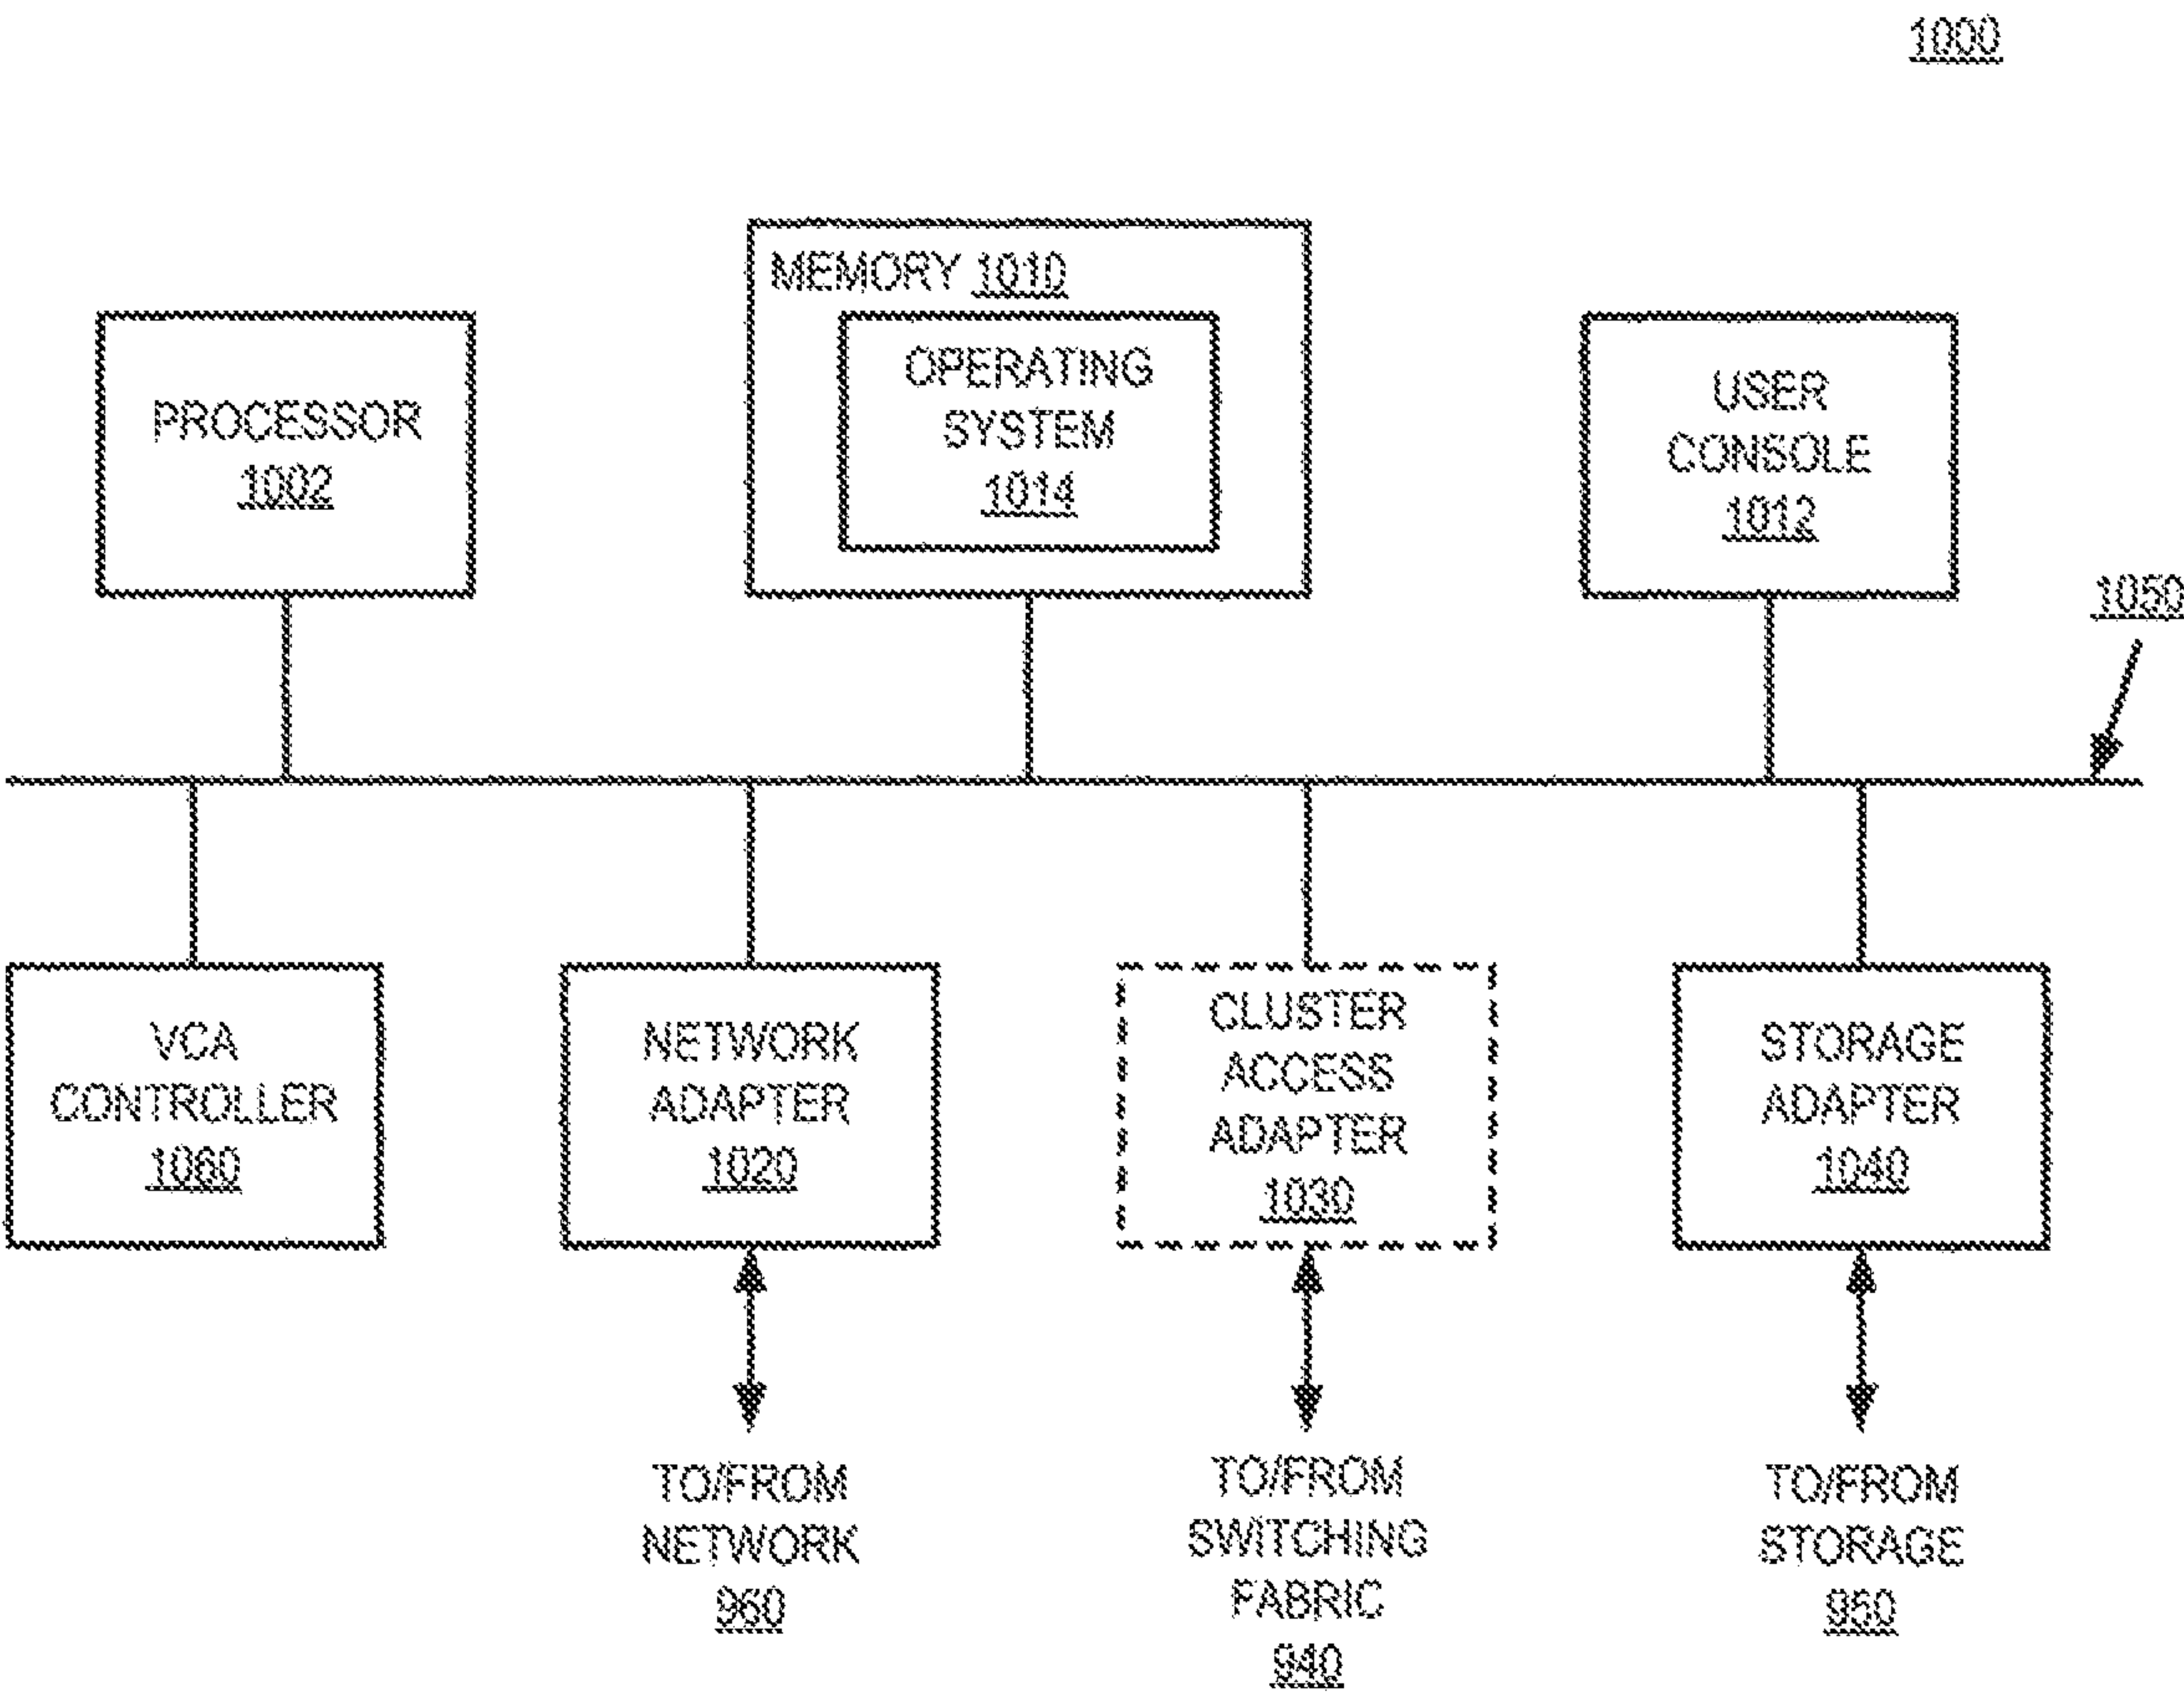 1000
MEMORY 1010
OPERATING
SYSTEM
1014
PROCESSOR
1002
USER
CONSOLE
1012
1050
VCA
CONTROLLER
1060
NETWORK
ADAPTER
1020
CLUSTER
ACCESS
ADAPTER
1030
STORAGE
ADAPTER
1040
TO/FROM
NETWORK
960
TO/FROM
SWITCHING
FABRIC
940
TO/FROM
STORAGE
950